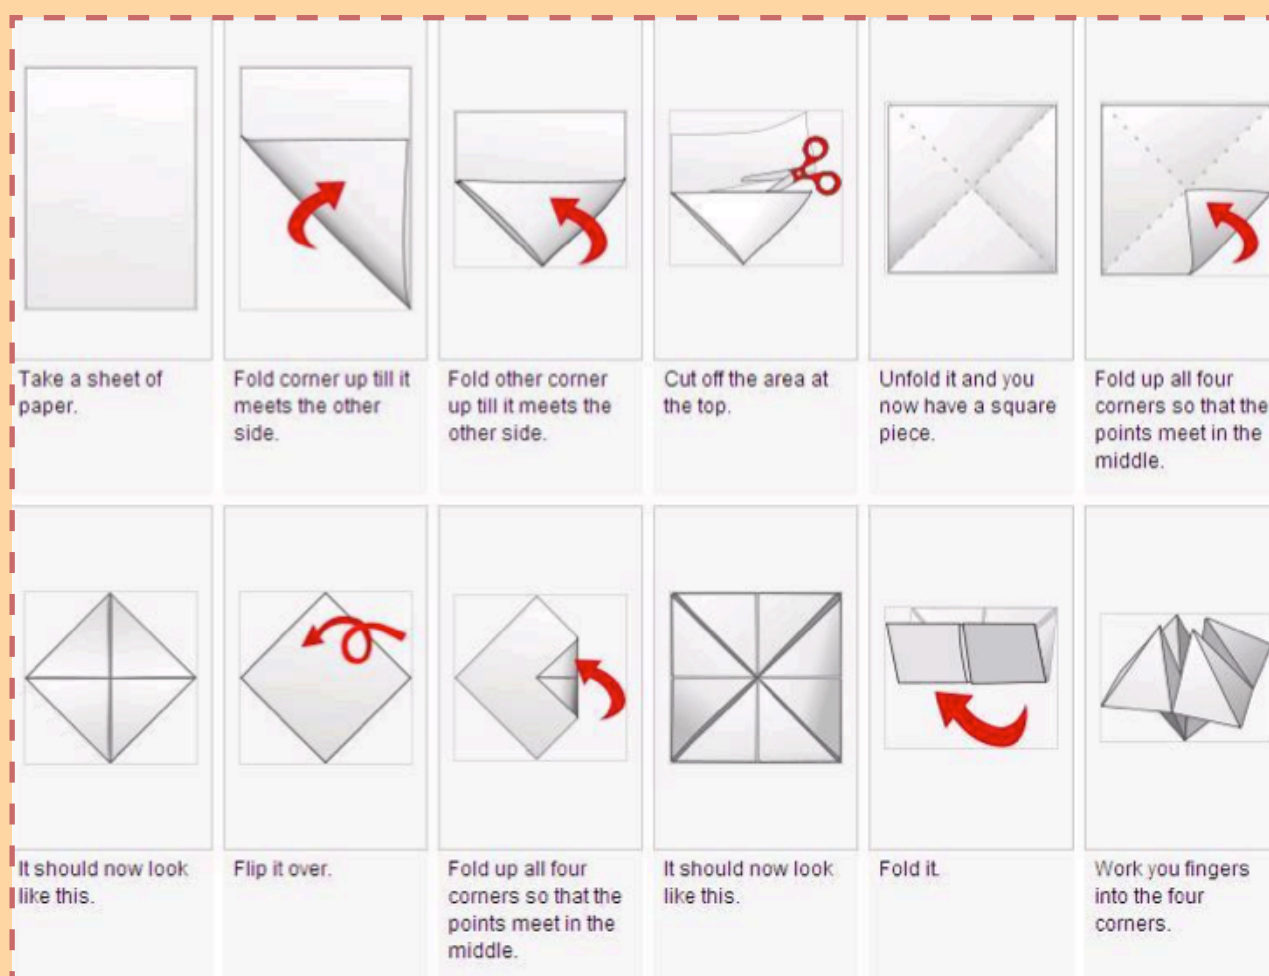 Take a sheet of
paper.
Fold corner up till it
meets the other
side.
Fold other corner
up till it meets the
other side.
Cut off the area at
the top.
Unfold it and you
now have a square
piece.
Fold up all four
corners so that the
points meet in the
middle.
It should now look
like this.
Flip it over.
Fold up all four
corners so that the
points meet in the
middle.
It should now look
like this.
Fold it.
Work you fingers
into the four
corners.